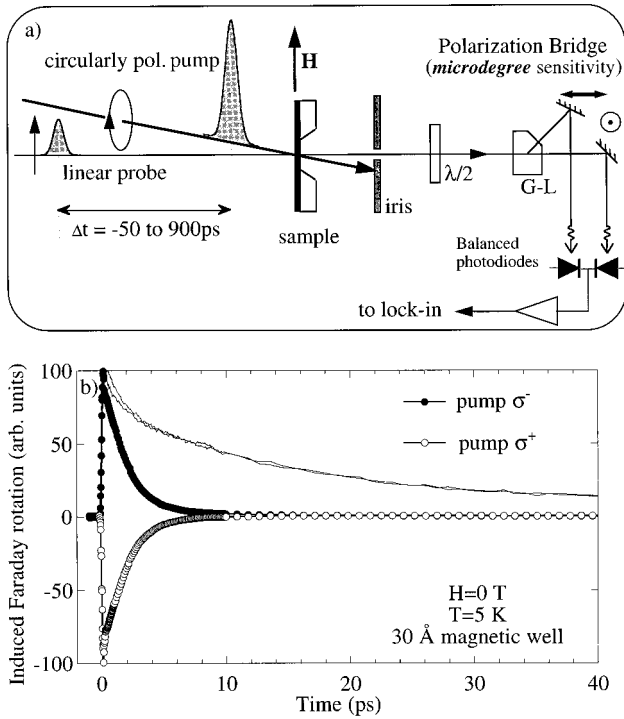 a)
circularly pol. pump
H
Polarization Bridge
(microdegree sensitivity)
linear probe
λ/2
G-L
iris
Δt = -50 to 900ps
sample
Balanced
photodiodes
to lock-in
b)
Induced Faraday rotation (arb. units)
100
50
0
-50
-100
pump σ-
pump σ+
H=0 T
T=5 K
30 Å magnetic well
0 10 20 30 40
Time (ps)